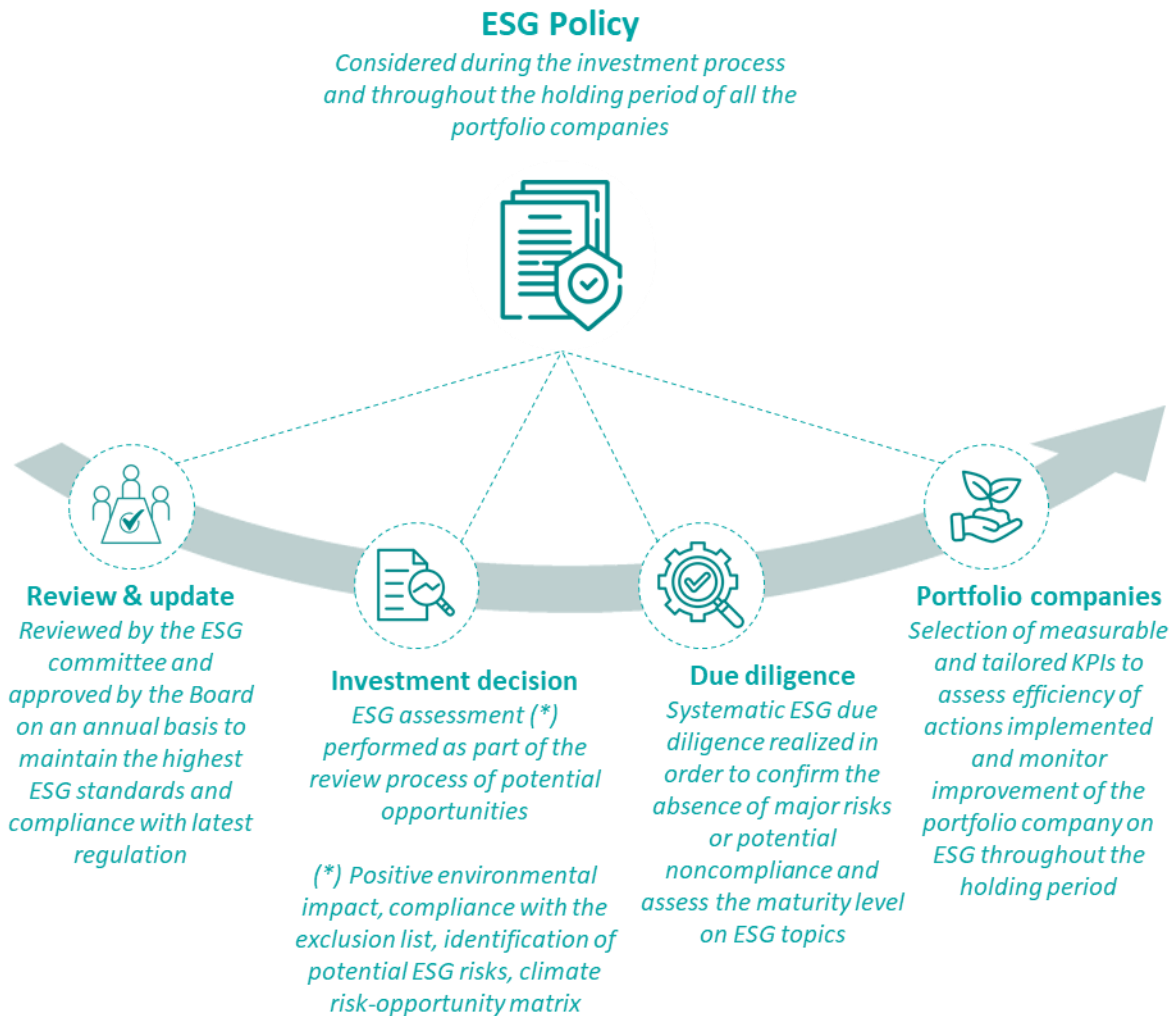 ESG Policy
Considered during the investment process
and throughout the holding period of all the
portfolio companies
Review & update
Reviewed by the ESG
committee and
approved by the Board
on an annual basis to
maintain the highest
ESG standards and
compliance with latest
regulation
Investment decision
ESG assessment (*)
performed as part of the
review process of potential
opportunities
(*) Positive environmental
impact, compliance with the
exclusion list, identification of
potential ESG risks, climate
risk-opportunity matrix
Due diligence
Systematic ESG due
diligence realized in
order to confirm the
absence of major risks
or potential
noncompliance and
assess the maturity level
on ESG topics
Portfolio companies
Selection of measurable
and tailored KPIs to
assess efficiency of
actions implemented
and monitor
improvement of the
portfolio company on
ESG throughout the
holding period